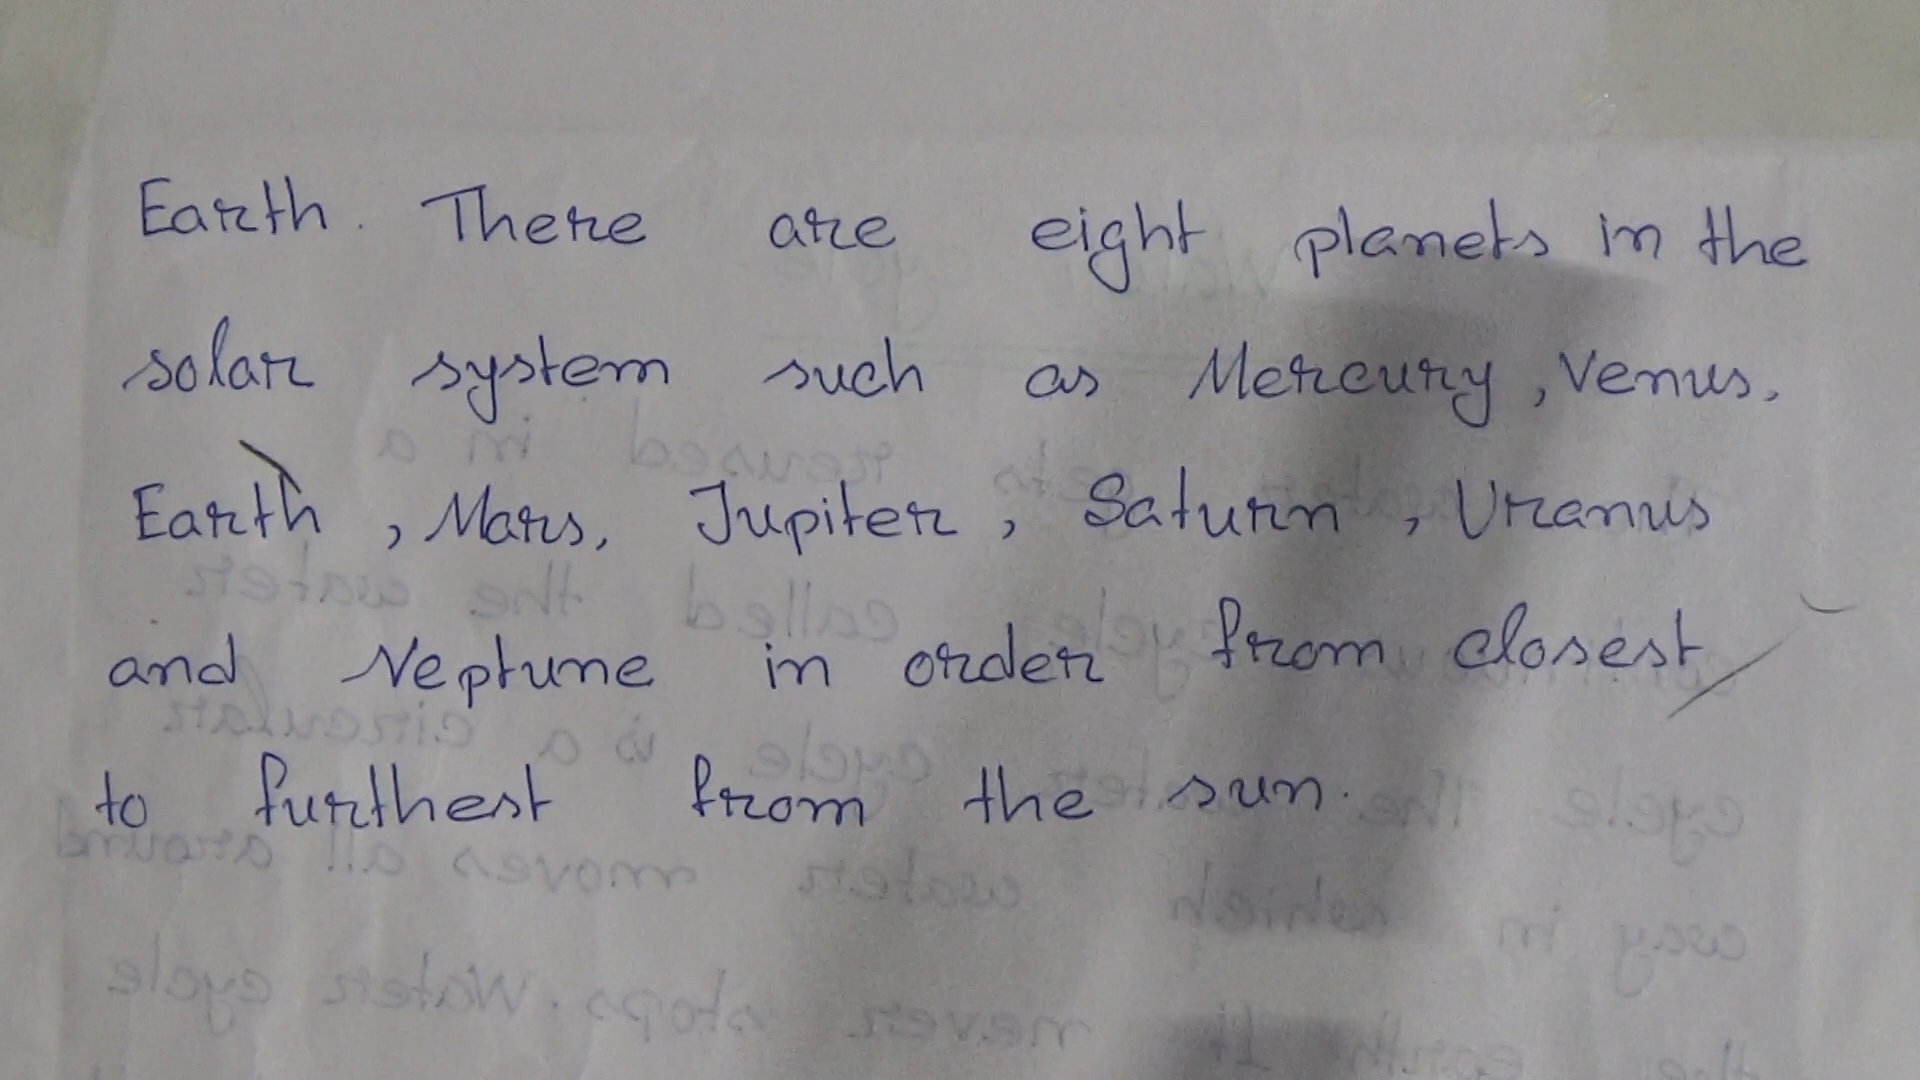 Earth. There are eight planets in the
solar system such as Mercury, Venus,
Earth, Mars, Jupiter, Saturn, Uranus
and Neptune in order from closest
to furthest from the sun.